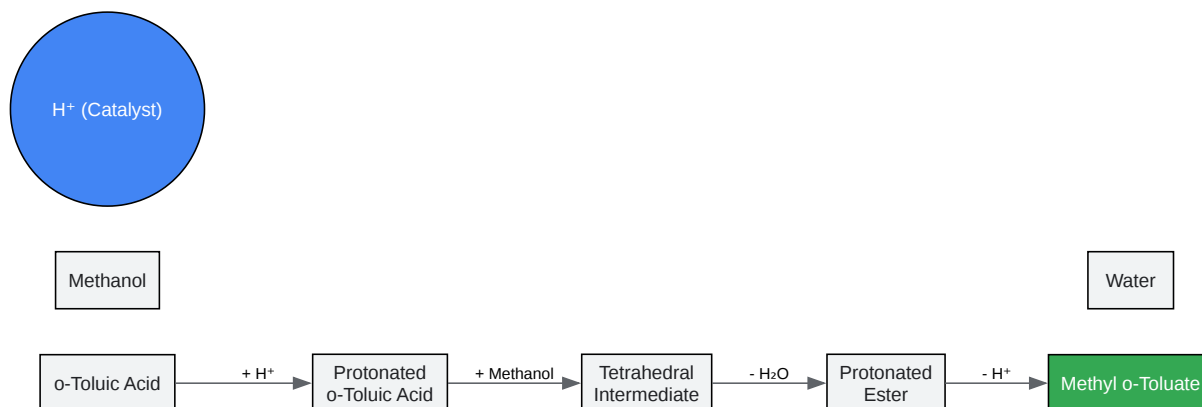 H⁺ (Catalyst)
Methanol
Water
o-Toluic Acid
+ H⁺
Protonated
o-Toluic Acid
+ Methanol
Tetrahedral
Intermediate
- H₂O
Protonated
Ester
- H⁺
Methyl o-Toluate